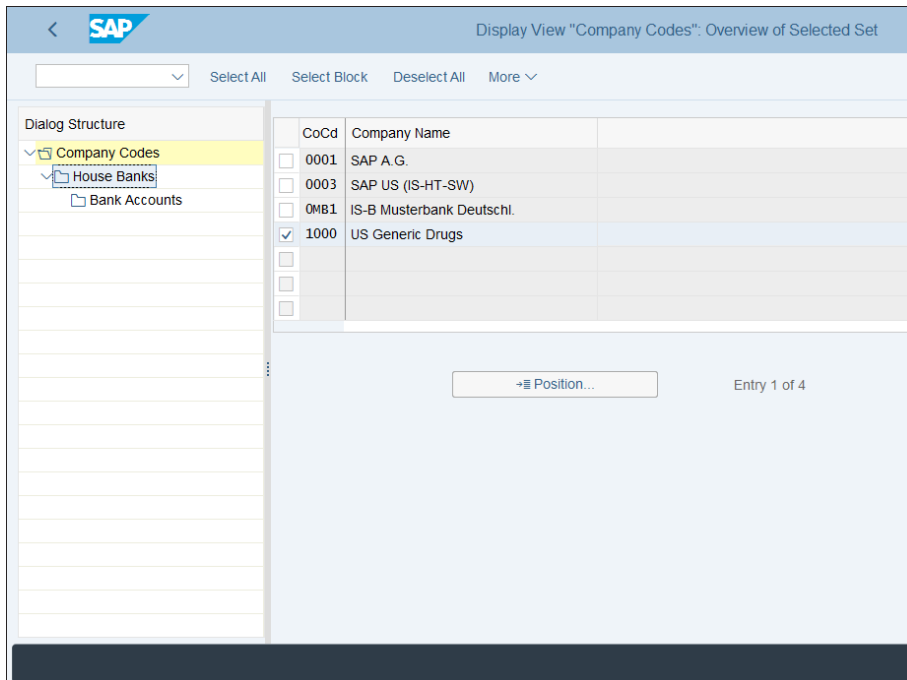 SAP
Display View "Company Codes": Overview of Selected Set
Select All Select Block Deselect All More
Dialog Structure
Company Codes
House Banks
Bank Accounts
CoCd Company Name
0001 SAP A.G.
0003 SAP US (IS-HT-SW)
0MB1 IS-B Musterbank Deutschl.
1000 US Generic Drugs
Position... Entry 1 of 4